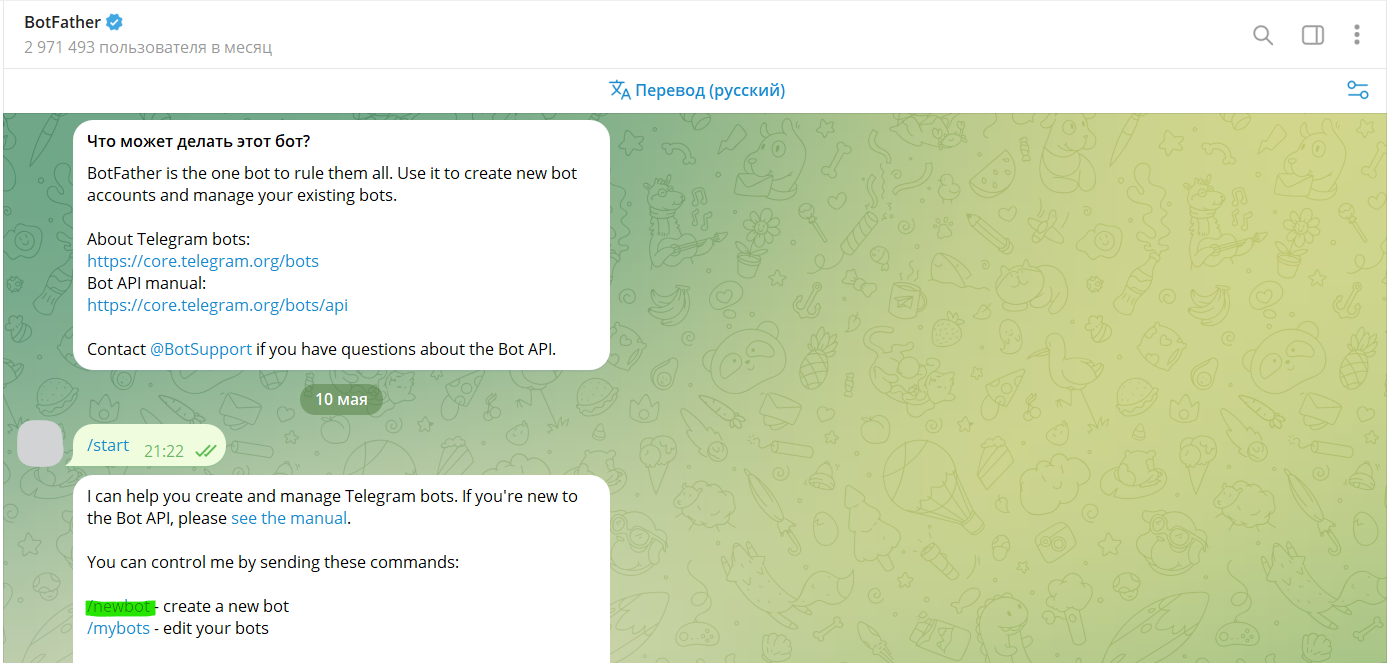 BotFather
2 971 493 пользователя в месяц
Перевод (русский)
Что может делать этот бот?
BotFather is the one bot to rule them all. Use it to create new bot
accounts and manage your existing bots.
About Telegram bots:
https://core.telegram.org/bots
Bot API manual:
https://core.telegram.org/bots/api
Contact @BotSupport if you have questions about the Bot API.
10 мая
/start 21:22
I can help you create and manage Telegram bots. If you're new to
the Bot API, please see the manual.
You can control me by sending these commands:
/newbot - create a new bot
/mybots - edit your bots